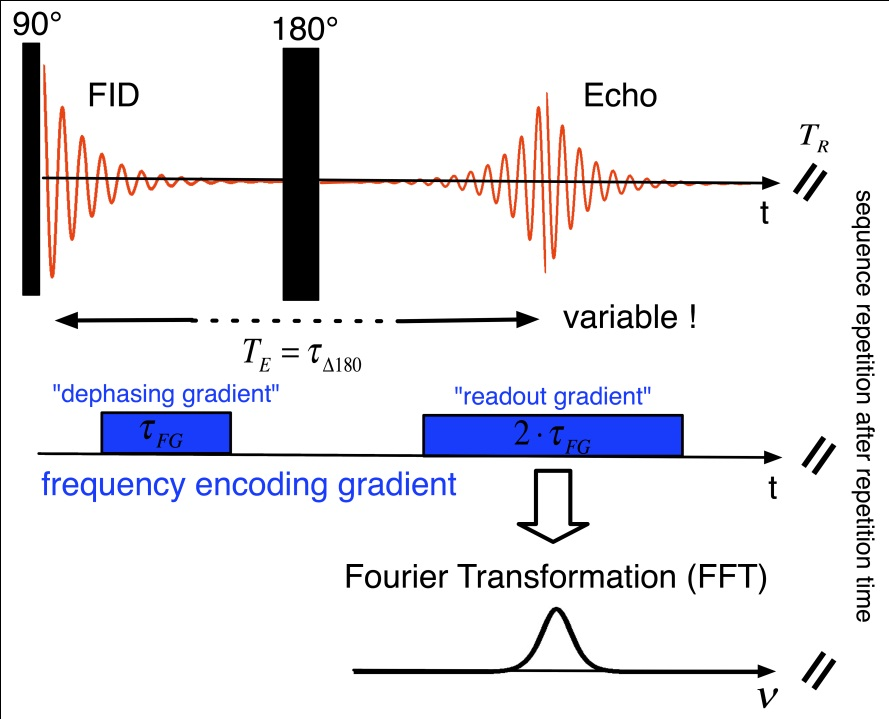 90°
180°
FID
Echo
T_R
t
variable !
T_E = τ_Δ180
"dephasing gradient"
"readout gradient"
τ_FG
2 · τ_FG
t
frequency encoding gradient
Fourier Transformation (FFT)
ν
sequence repetition after repetition time